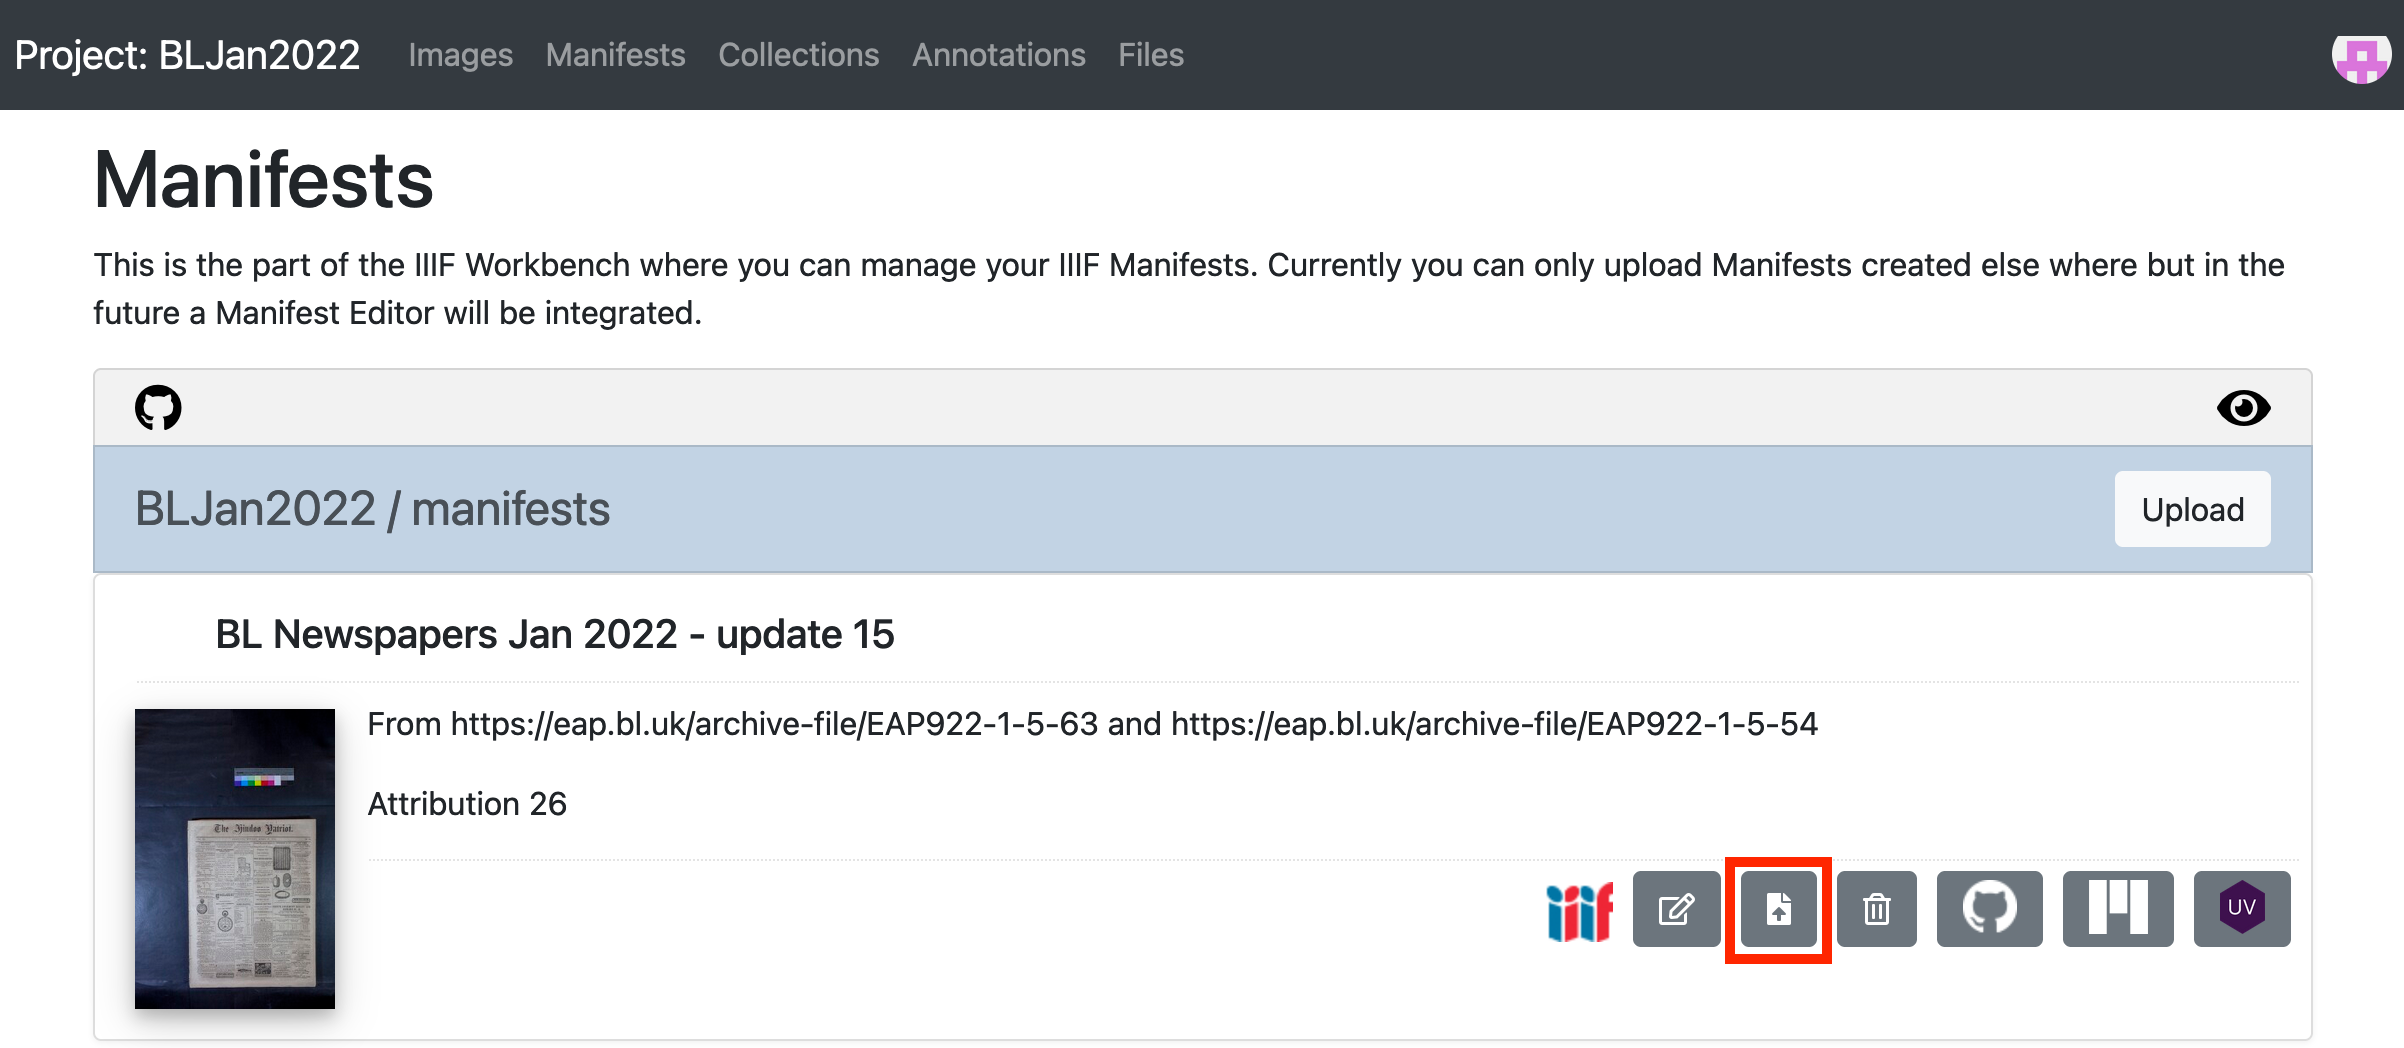 Project: BLJan2022 Images Manifests Collections Annotations Files
Manifests
This is the part of the IIIF Workbench where you can manage your IIIF Manifests. Currently you can only upload Manifests created else where but in the
future a Manifest Editor will be integrated.
BLJan2022 / manifests
Upload
BL Newspapers Jan 2022 - update 15
From https://eap.bl.uk/archive-file/EAP922-1-5-63 and https://eap.bl.uk/archive-file/EAP922-1-5-54
Attribution 26
The Hindoo Patriot.
iiif
UV